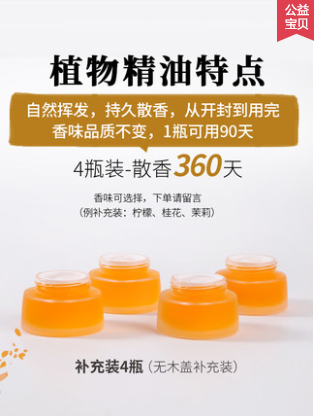 公益
宝贝
植物精油特点
自然挥发，持久散香，从开封到用完
香味品质不变，1瓶可用90天
4瓶装-散香360天
香味可选择，下单请留言
（例补充装：柠檬、桂花、茉莉）
补充装4瓶（无木盖补充装）